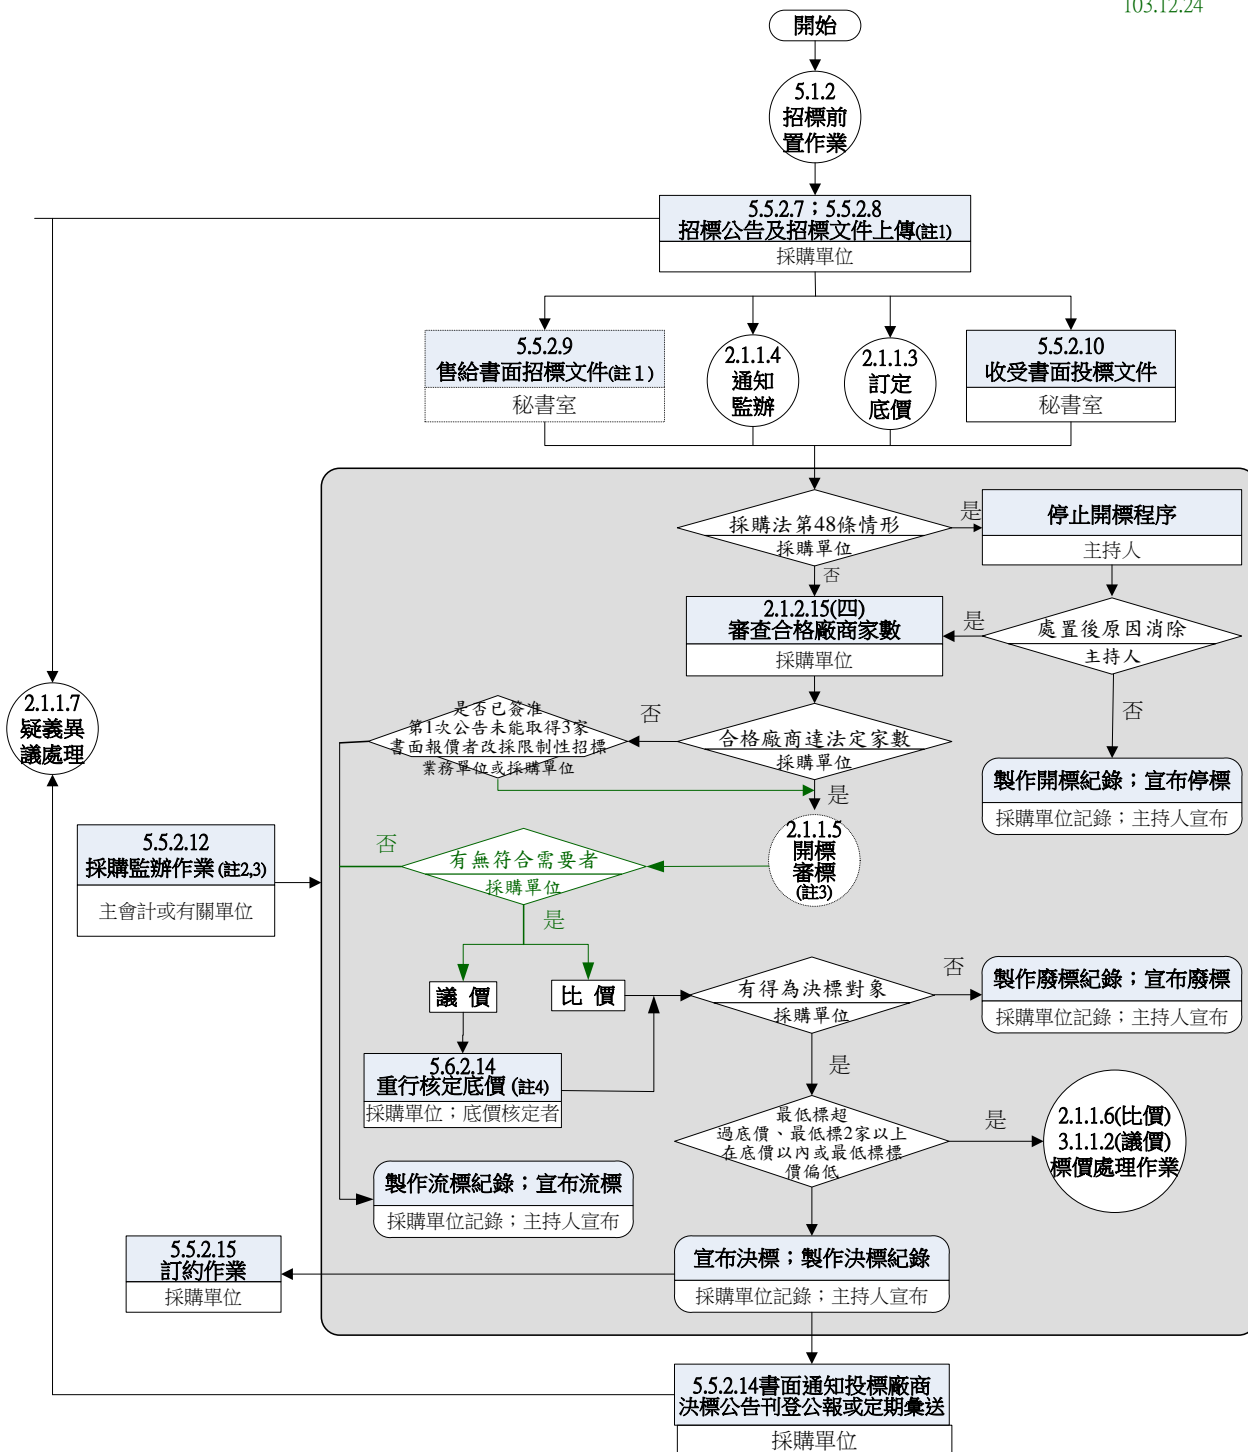 103.12.24
開始
5.1.2
招標前
置作業
5.5.2.7；5.5.2.8
招標公告及招標文件上傳(註1)
採購單位
5.5.2.9
售給書面招標文件(註１)
秘書室
2.1.1.4
通知
監辦
2.1.1.3
訂定
底價
5.5.2.10
收受書面投標文件
秘書室
採購法第48條情形
採購單位
是
否
停止開標程序
主持人
2.1.2.15(四)
審查合格廠商家數
採購單位
是
處置後原因消除
主持人
否
2.1.1.7
疑義異
議處理
是否已簽准
第1次公告未能取得3家
書面報價者改採限制性招標
業務單位或採購單位
否
合格廠商達法定家數
採購單位
是
製作開標紀錄；宣布停標
採購單位記錄；主持人宣布
5.5.2.12
採購監辦作業(註2,3)
主會計或有關單位
否
有無符合需要者
採購單位
是
2.1.1.5
開標
審標
(註3)
議 價
比 價
有得為決標對象
採購單位
否
製作廢標紀錄；宣布廢標
採購單位記錄；主持人宣布
是
5.6.2.14
重行核定底價(註4)
採購單位；底價核定者
最低標超
過底價、最低標2家以上
在底價以內或最低標標
價偏低
是
2.1.1.6(比價)
3.1.1.2(議價)
標價處理作業
製作流標紀錄；宣布流標
採購單位記錄；主持人宣布
5.5.2.15
訂約作業
採購單位
宣布決標；製作決標紀錄
採購單位記錄；主持人宣布
5.5.2.14書面通知投標廠商
決標公告刊登公報或定期彙送
採購單位